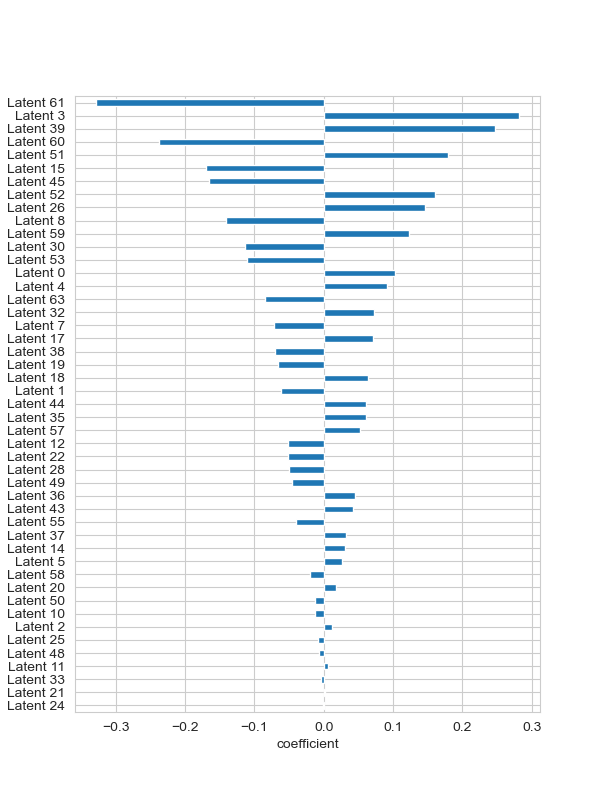 Latent 61
Latent 3
Latent 39
Latent 60
Latent 51
Latent 15
Latent 45
Latent 52
Latent 26
Latent 8
Latent 59
Latent 30
Latent 53
Latent 0
Latent 4
Latent 63
Latent 32
Latent 7
Latent 17
Latent 38
Latent 19
Latent 18
Latent 1
Latent 44
Latent 35
Latent 57
Latent 12
Latent 22
Latent 28
Latent 49
Latent 36
Latent 43
Latent 55
Latent 37
Latent 14
Latent 5
Latent 58
Latent 20
Latent 50
Latent 10
Latent 2
Latent 25
Latent 48
Latent 11
Latent 33
Latent 21
Latent 24
−0.3 −0.2 −0.1 0.0 0.1 0.2 0.3
coefficient